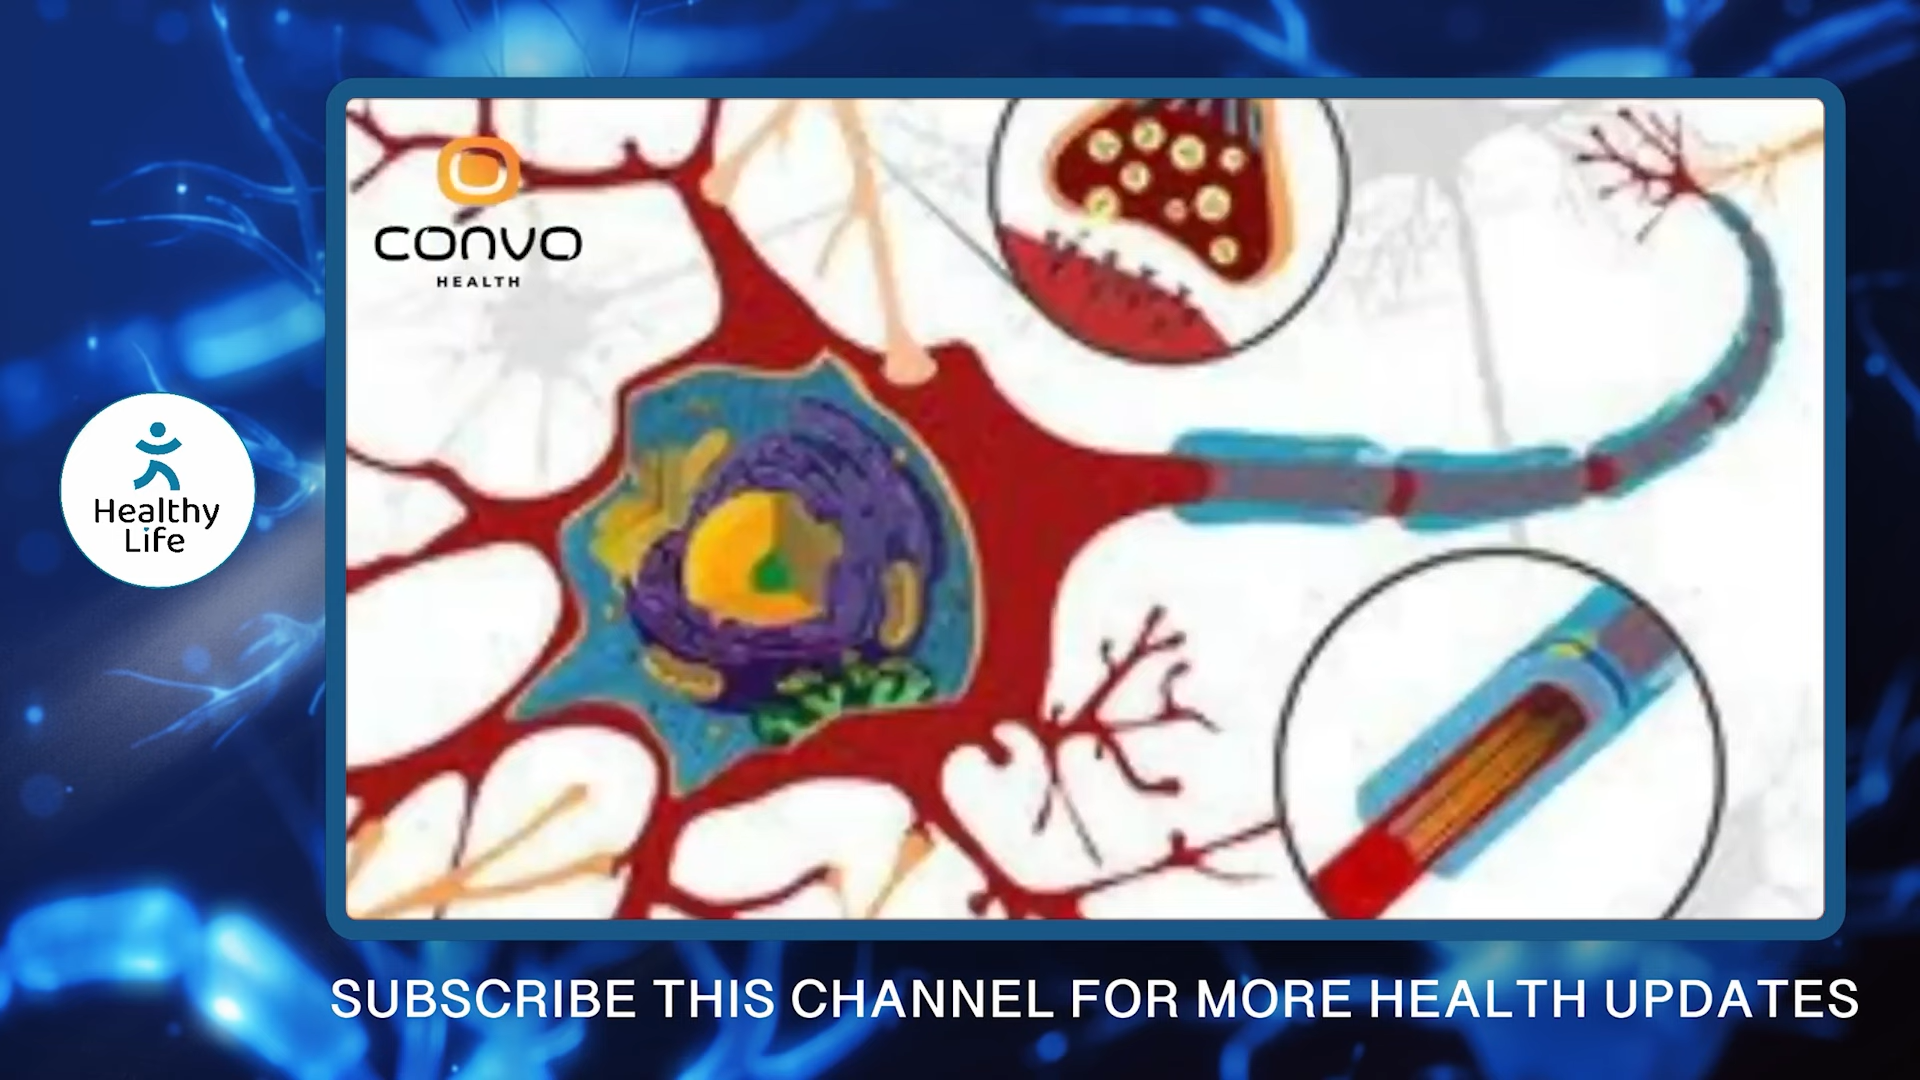 CONVO
HEALTH
Healthy
Life
SUBSCRIBE THIS CHANNEL FOR MORE HEALTH UPDATES